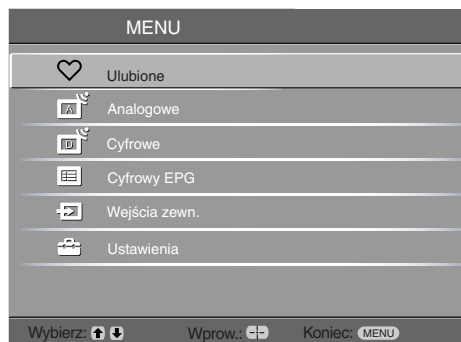 MENU
Ulubione
A Analogowe
D Cyfrowe
Cyfrowy EPG
Wejścia zewn.
Ustawienia
Wybierz: Wprow.: Koniec: MENU